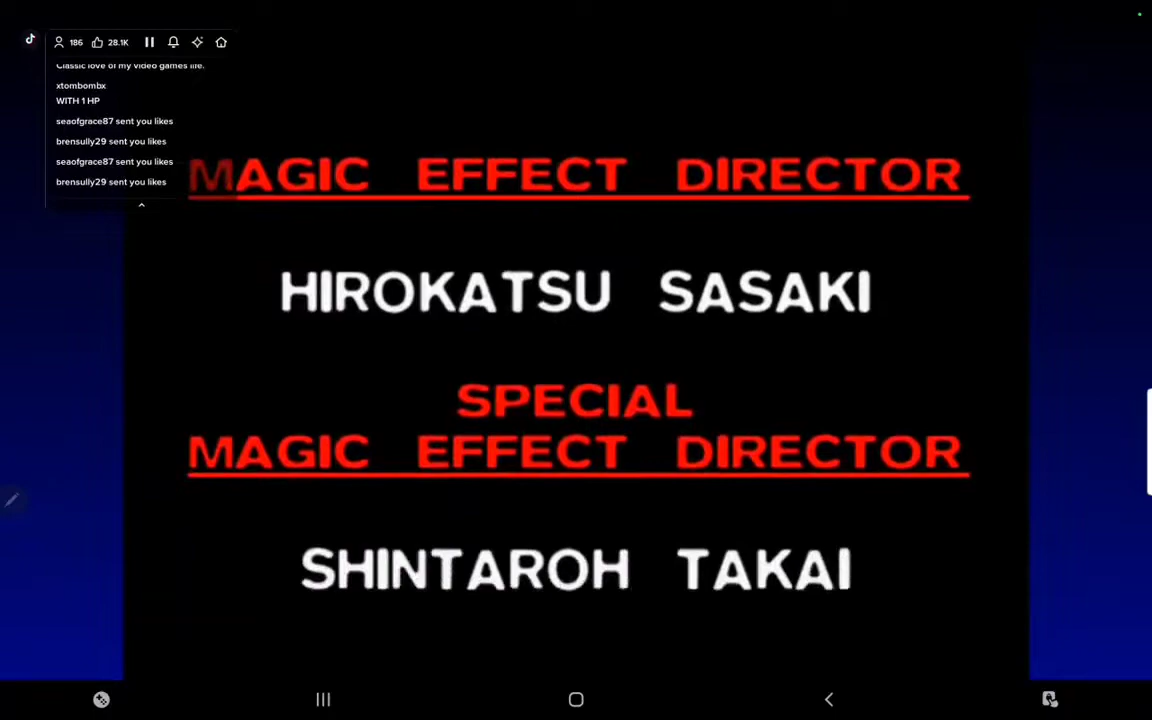 186 28.1K
Classic love of my video games life.
xtombombx
WITH 1 HP
seaofgrace87 sent you likes
brensully29 sent you likes
seaofgrace87 sent you likes
brensully29 sent you likes
MAGIC EFFECT DIRECTOR
HIROKATSU SASAKI
SPECIAL
MAGIC EFFECT DIRECTOR
SHINTAROH TAKAI